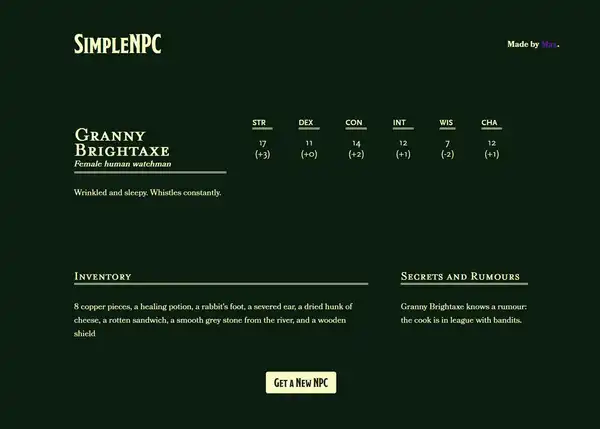 SimpleNPC
Made by Max.
Granny
Brightaxe
Female human watchman
Wrinkled and sleepy. Whistles constantly.
STR DEX CON INT WIS CHA
17 11 14 12 7 12
(+3) (+0) (+2) (+1) (-2) (+1)
Inventory
8 copper pieces, a healing potion, a rabbit's foot, a severed ear, a dried hunk of
cheese, a rotten sandwich, a smooth grey stone from the river, and a wooden
shield
Secrets and Rumours
Granny Brightaxe knows a rumour:
the cook is in league with bandits.
Get a New NPC